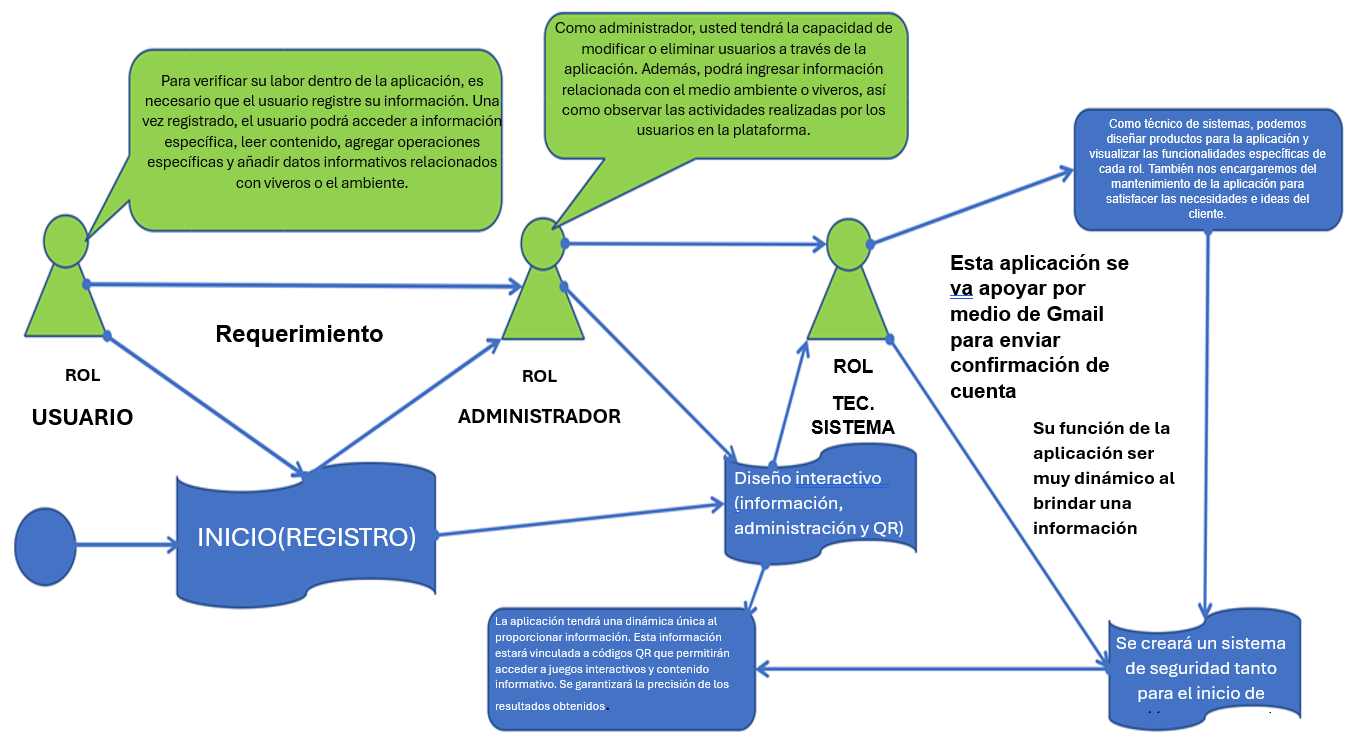 Para verificar su labor dentro de la aplicación, es
necesario que el usuario registre su información. Una
vez registrado, el usuario podrá acceder a información
específica, leer contenido, agregar operaciones
específicas y añadir datos informativos relacionados
con viveros o el ambiente.
Como administrador, usted tendrá la capacidad de
modificar o eliminar usuarios a través de la
aplicación. Además, podrá ingresar información
relacionada con el medio ambiente o viveros, así
como observar las actividades realizadas por los
usuarios en la plataforma.
Como técnico de sistemas, podemos
diseñar productos para la aplicación y
visualizar las funcionalidades específicas de
cada rol. También nos encargaremos del
mantenimiento de la aplicación para
satisfacer las necesidades e ideas del
cliente.
Requerimiento
ROL
USUARIO
ROL
ADMINISTRADOR
ROL
TEC.
SISTEMA
Esta aplicación se
va apoyar por
medio de Gmail
para enviar
confirmación de
cuenta
Su función de la
aplicación ser
muy dinámico al
brindar una
información
INICIO(REGISTRO)
Diseño interactivo
(información,
administración y QR)
La aplicación tendrá una dinámica única al
proporcionar información. Esta información
estará vinculada a códigos QR que permitirán
acceder a juegos interactivos y contenido
informativo. Se garantizará la precisión de los
resultados obtenidos.
Se creará un sistema
de seguridad tanto
para el inicio de